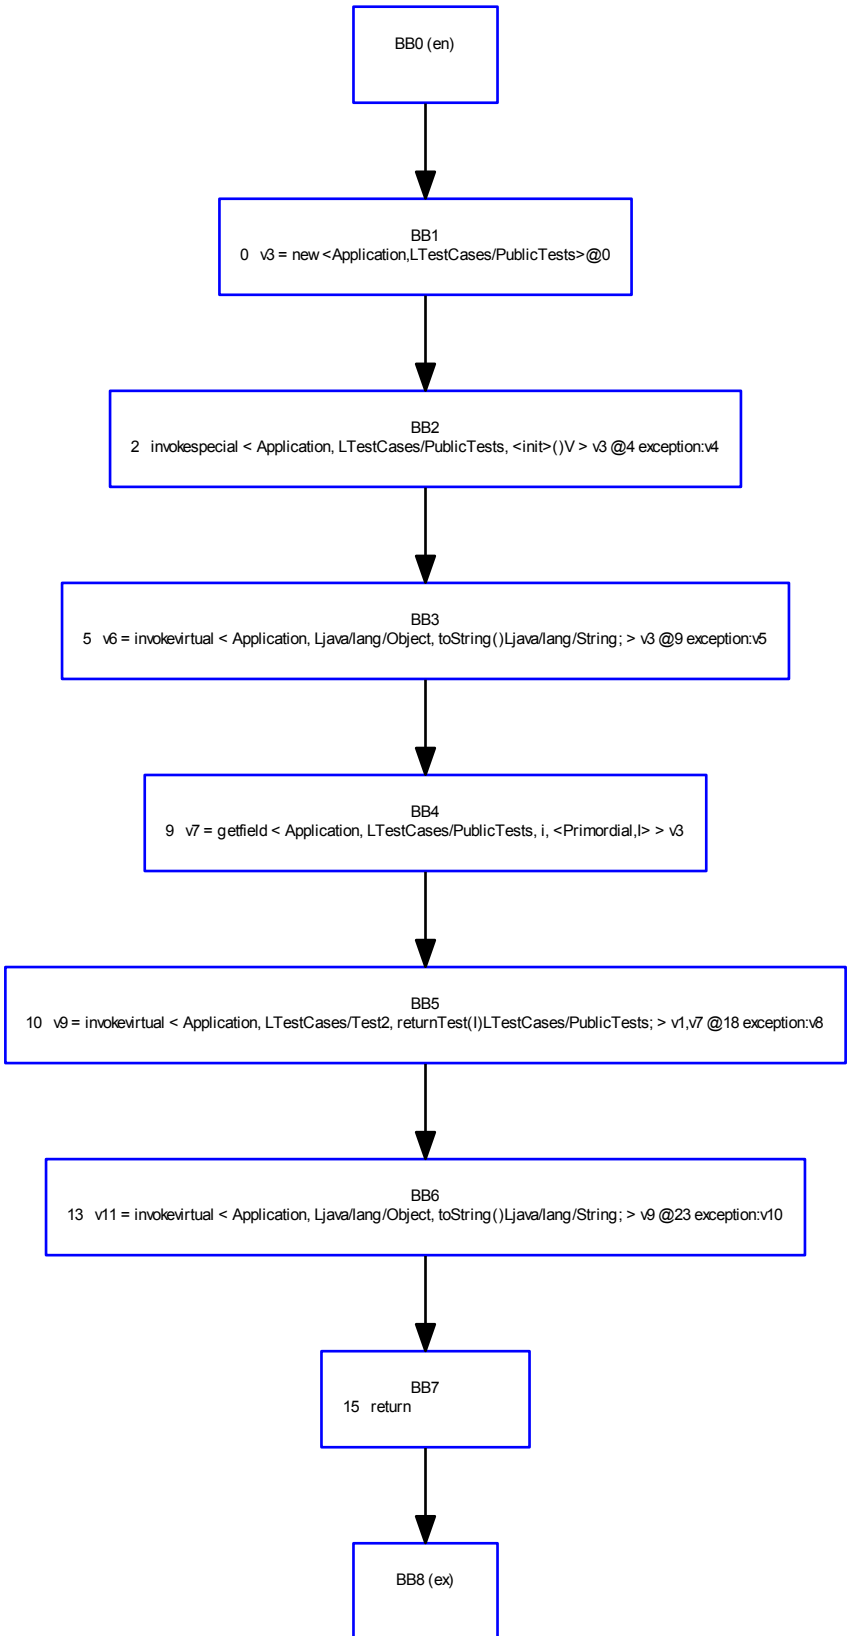 BB0 (en)
BB1
0 v3 = new <Application,LTestCases/PublicTests>@0
BB2
2 invokespecial < Application, LTestCases/PublicTests, <init>()V > v3 @4 exception:v4
BB3
5 v6 = invokevirtual < Application, Ljava/lang/Object, toString()Ljava/lang/String; > v3 @9 exception:v5
BB4
9 v7 = getfield < Application, LTestCases/PublicTests, i, <Primordial,I> > v3
BB5
10 v9 = invokevirtual < Application, LTestCases/Test2, returnTest(I)LTestCases/PublicTests; > v1,v7 @18 exception:v8
BB6
13 v11 = invokevirtual < Application, Ljava/lang/Object, toString()Ljava/lang/String; > v9 @23 exception:v10
BB7
15 return
BB8 (ex)